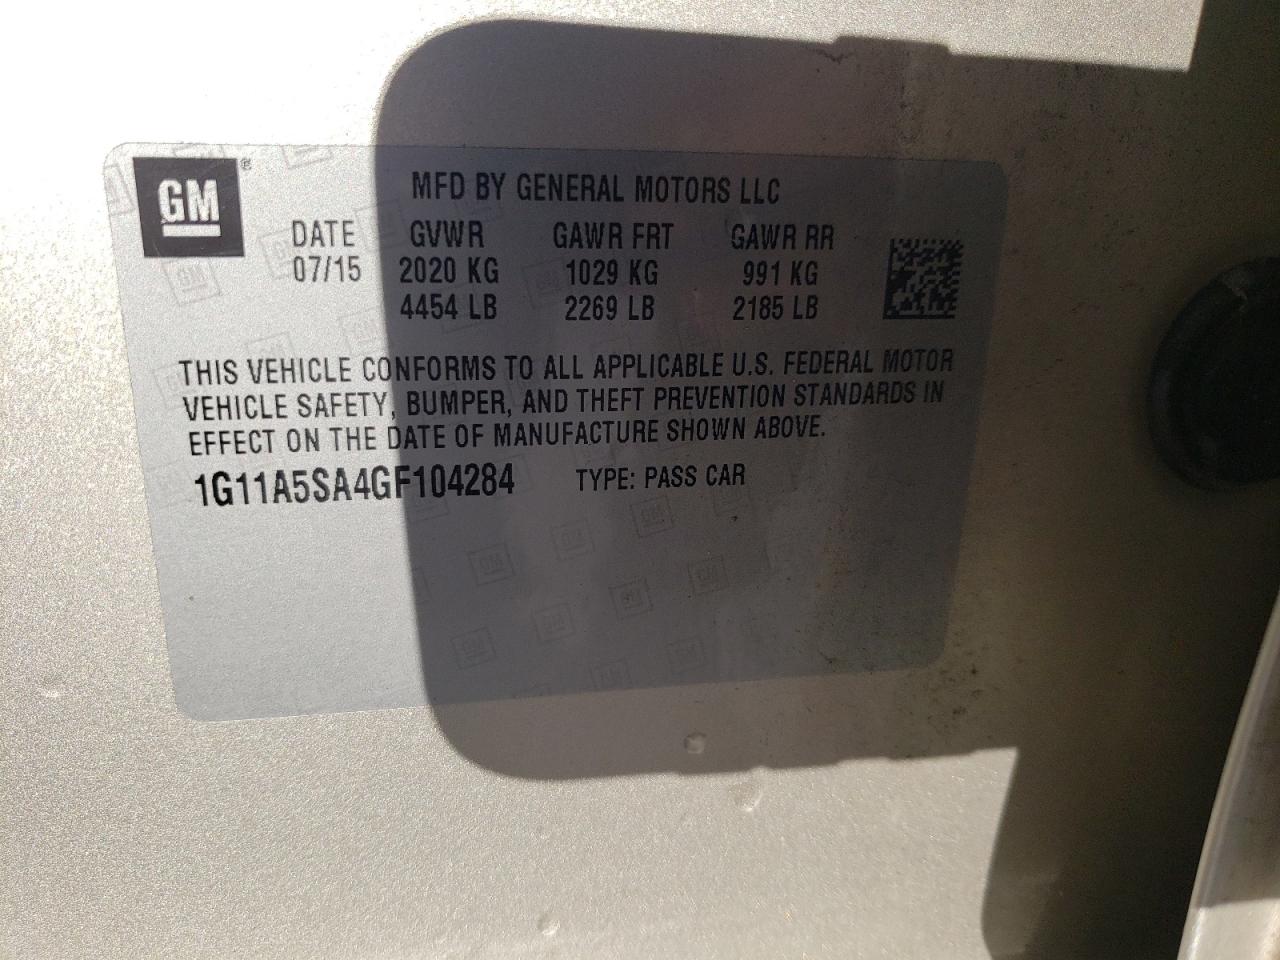 GM ®
MFD BY GENERAL MOTORS LLC
DATE GVWR GAWR FRT GAWR RR
07/15 2020 KG 1029 KG 991 KG
4454 LB 2269 LB 2185 LB
THIS VEHICLE CONFORMS TO ALL APPLICABLE U.S. FEDERAL MOTOR
VEHICLE SAFETY, BUMPER, AND THEFT PREVENTION STANDARDS IN
EFFECT ON THE DATE OF MANUFACTURE SHOWN ABOVE.
1G11A5SA4GF104284 TYPE: PASS CAR